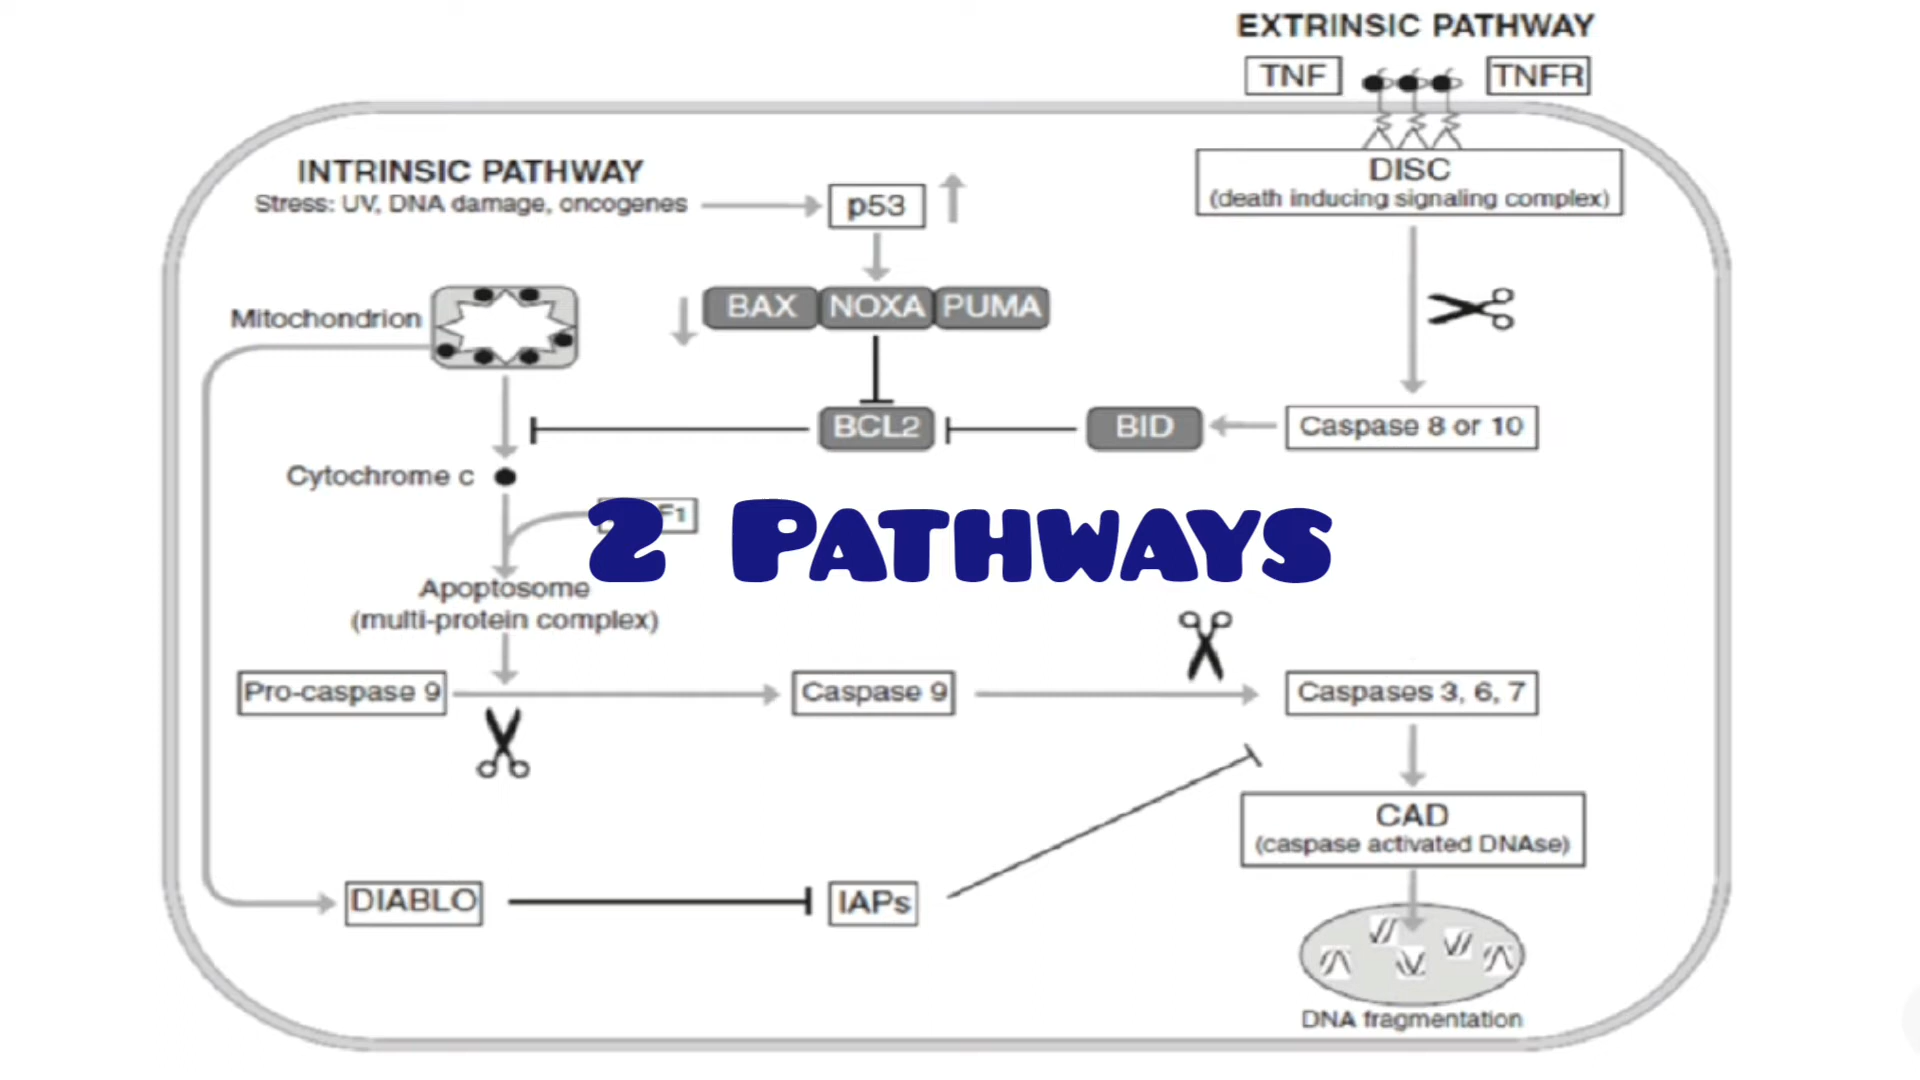 EXTRINSIC PATHWAY
TNF
TNFR
DISC
(death inducing signaling complex)
INTRINSIC PATHWAY
Stress: UV, DNA damage, oncogenes
p53
Mitochondrion
BAX NOXA PUMA
BCL2
BID
Caspase 8 or 10
Cytochrome c
2 PATHWAYS
Apoptosome
(multi-protein complex)
Pro-caspase 9
Caspase 9
Caspases 3, 6, 7
CAD
(caspase activated DNAse)
DIABLO
IAPs
DNA fragmentation